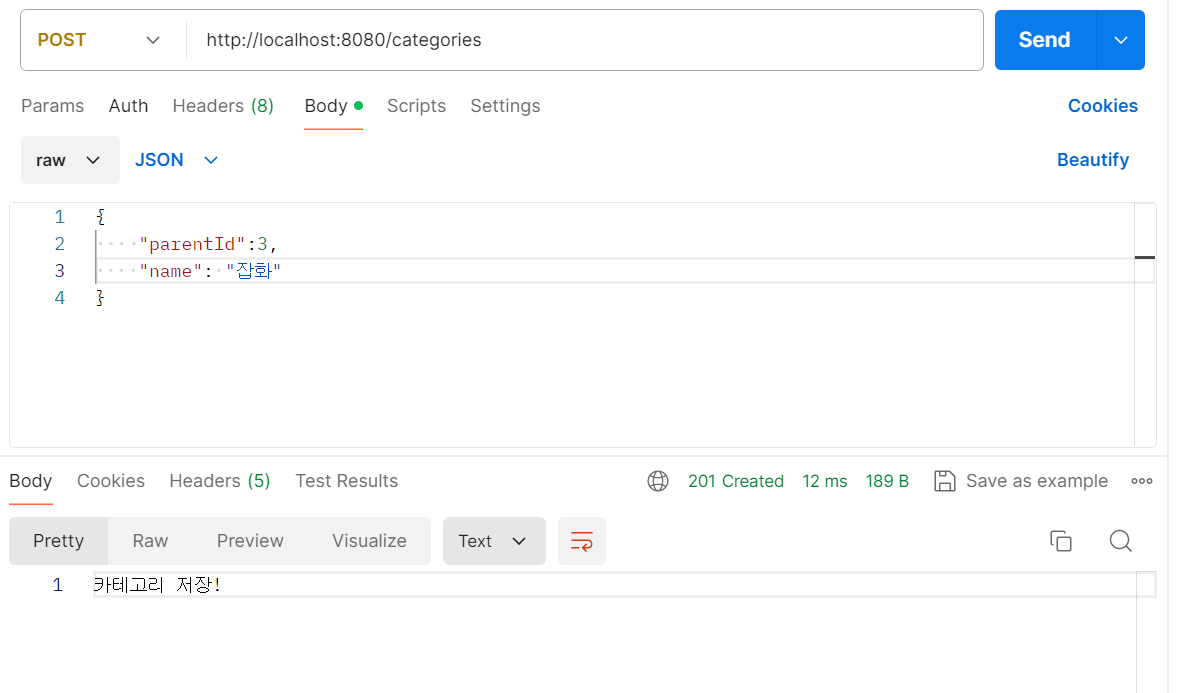 POST http://localhost:8080/categories Send
Params Auth Headers (8) Body Scripts Settings Cookies
raw JSON Beautify
1 {
2 ····"parentId":3,
3 ····"name":·"잡화"
4 }
Body Cookies Headers (5) Test Results 201 Created 12 ms 189 B Save as example
Pretty Raw Preview Visualize Text
1 카테고리 저장!